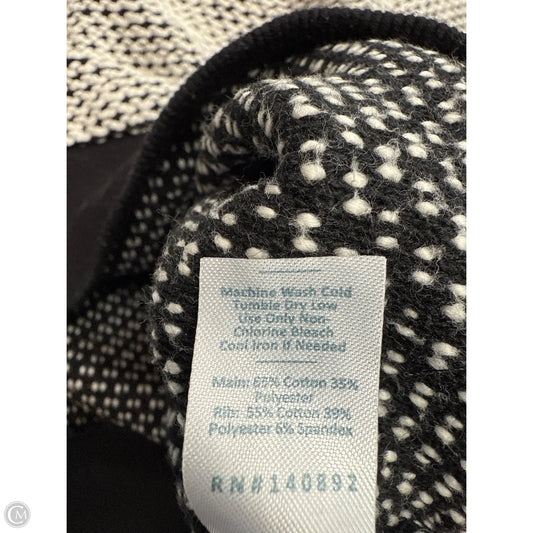 Machine Wash Cold
Tumble Dry Low
Use Only Non-
Chlorine Bleach
Cool Iron If Needed
Main: 65% Cotton 35%
Polyester
Rib: 55% Cotton 39%
Polyester 6% Spandex
RN#140892
CM